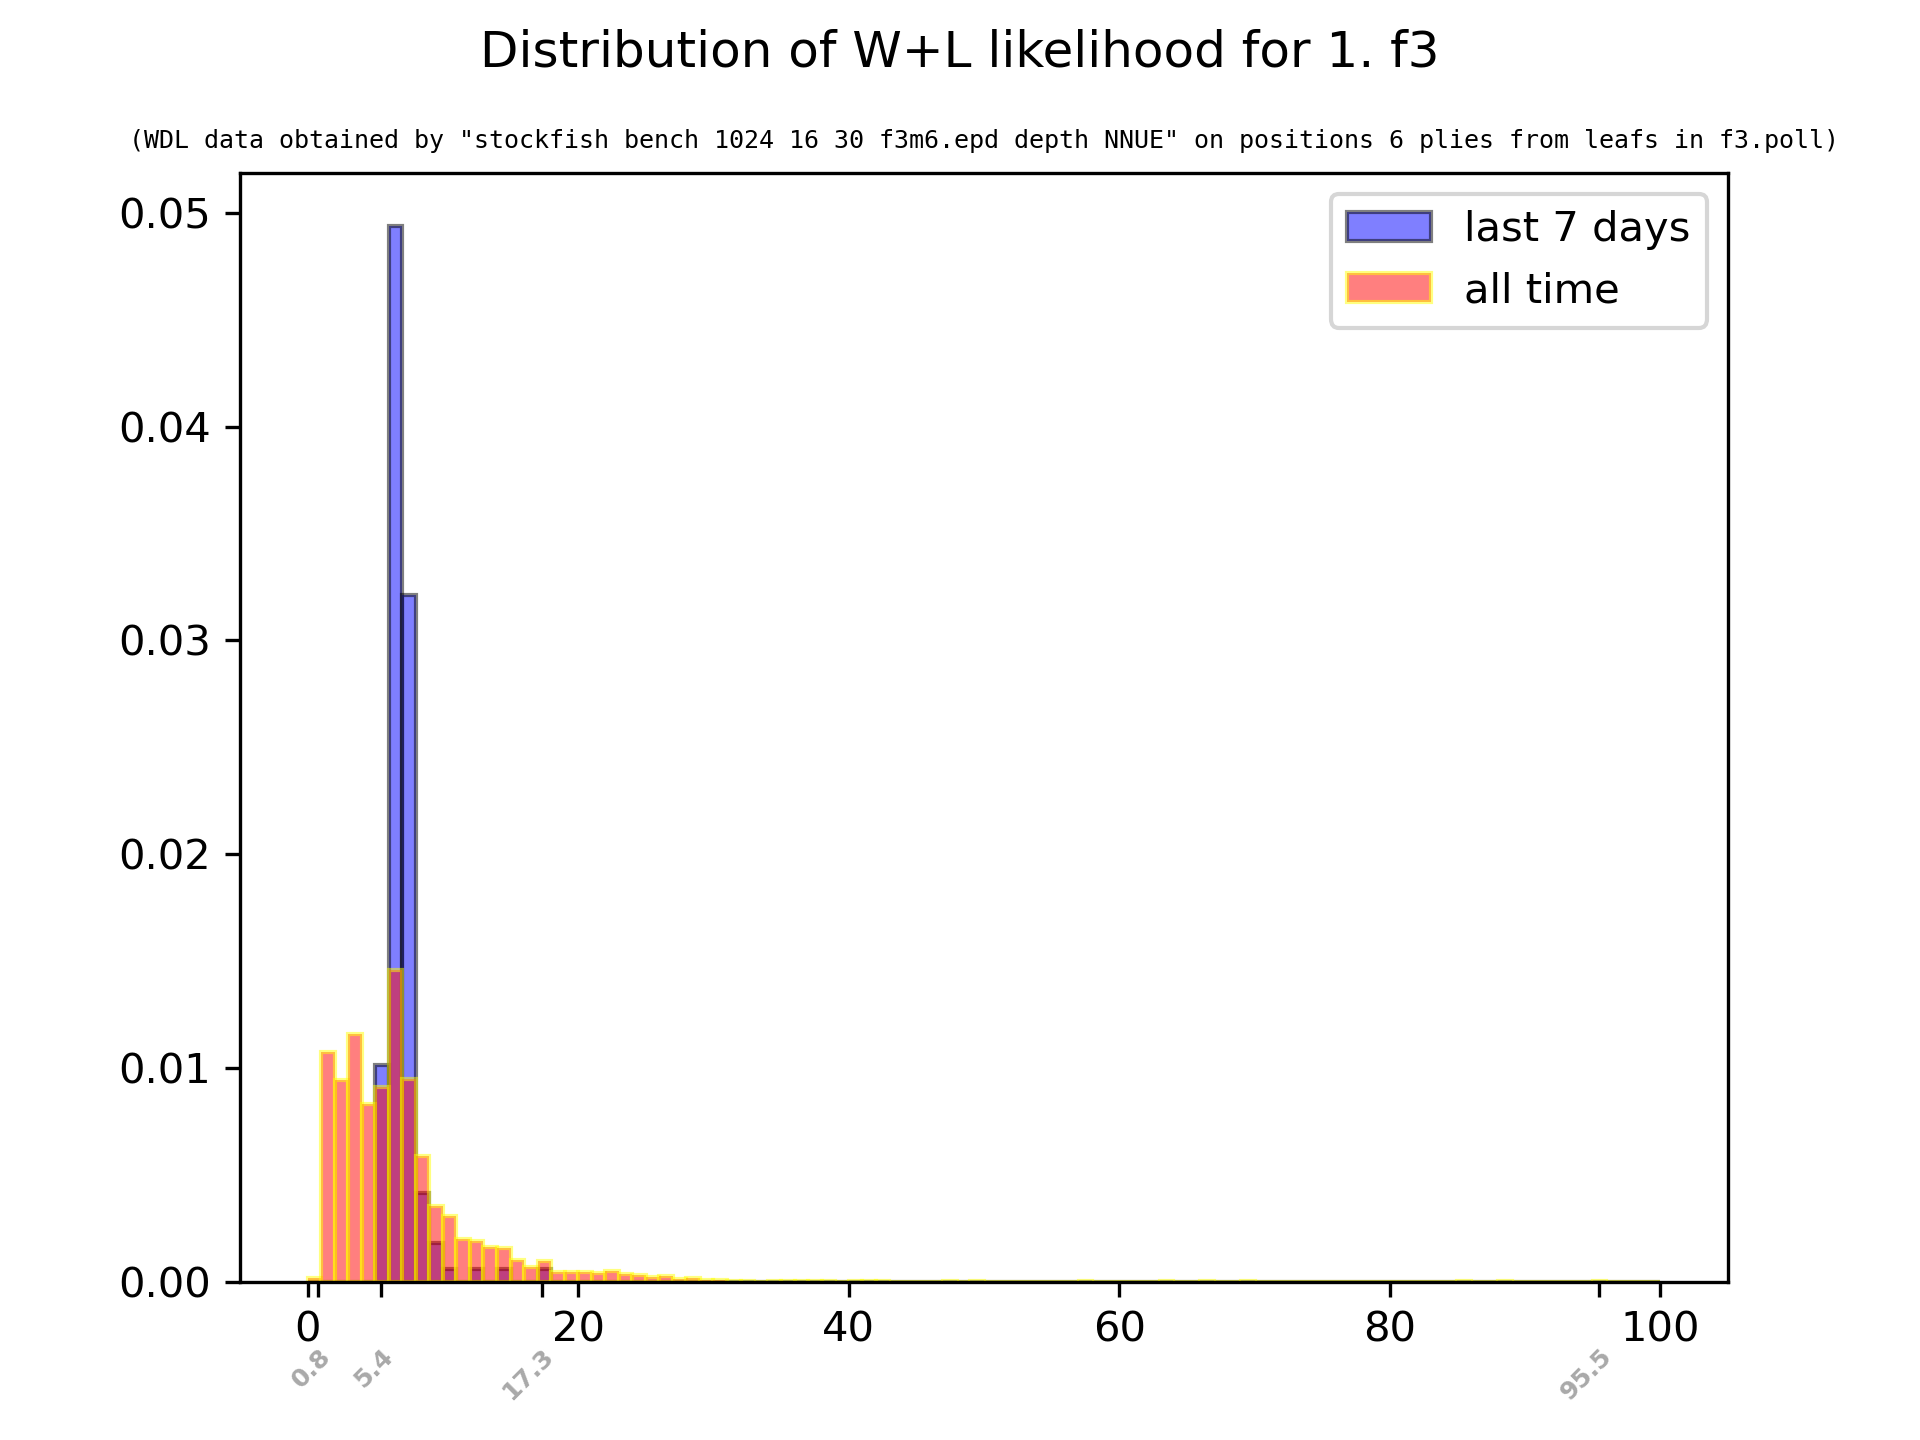 Distribution of W+L likelihood for 1. f3
(WDL data obtained by "stockfish bench 1024 16 30 f3m6.epd depth NNUE" on positions 6 plies from leafs in f3.poll)
last 7 days
all time
0.05
0.04
0.03
0.02
0.01
0.00
0 20 40 60 80 100
0.8 5.4 17.3 95.5